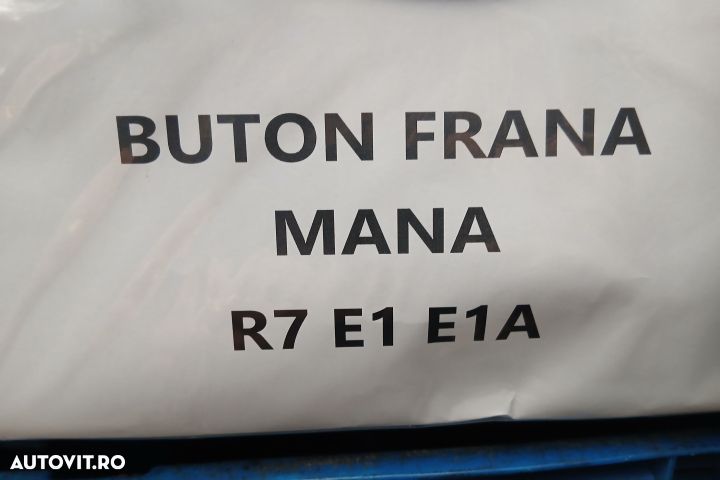 BUTON FRANA
MANA
R7 E1 E1A
AUTOVIT.RO